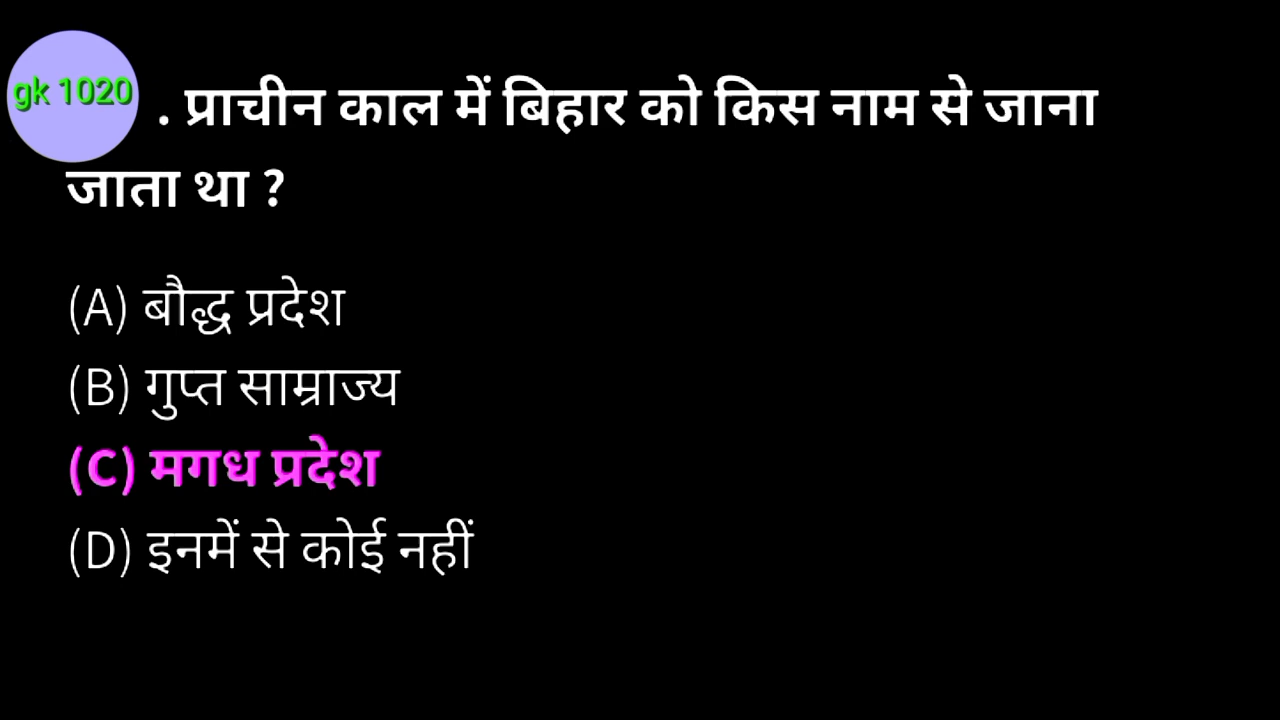 gk 1020
. प्राचीन काल में बिहार को किस नाम से जाना
जाता था ?
(A) बौद्ध प्रदेश
(B) गुप्त साम्राज्य
(C) मगध प्रदेश
(D) इनमें से कोई नहीं